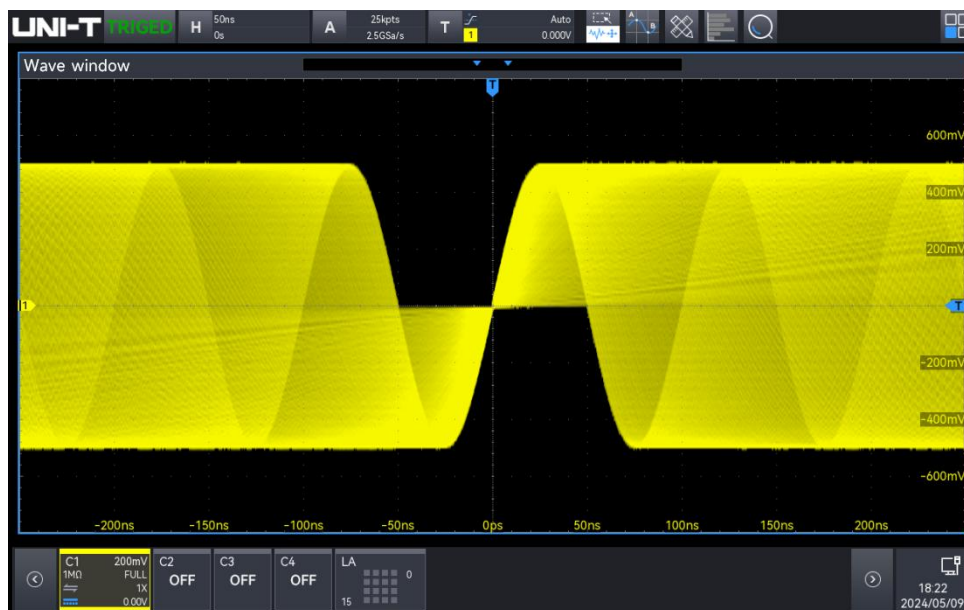 UNI-T TRIGED H 50ns 0s A 25kpts 2.5GSa/s T 1 Auto 0.000V
Wave window
T
600mV
400mV
200mV
1
T
-200mV
-400mV
-600mV
-200ns -150ns -100ns -50ns 0ps 50ns 100ns 150ns 200ns
C1 200mV 1MΩ FULL 1X 0.00V
C2 OFF
C3 OFF
C4 OFF
LA 0 15
18:22
2024/05/09